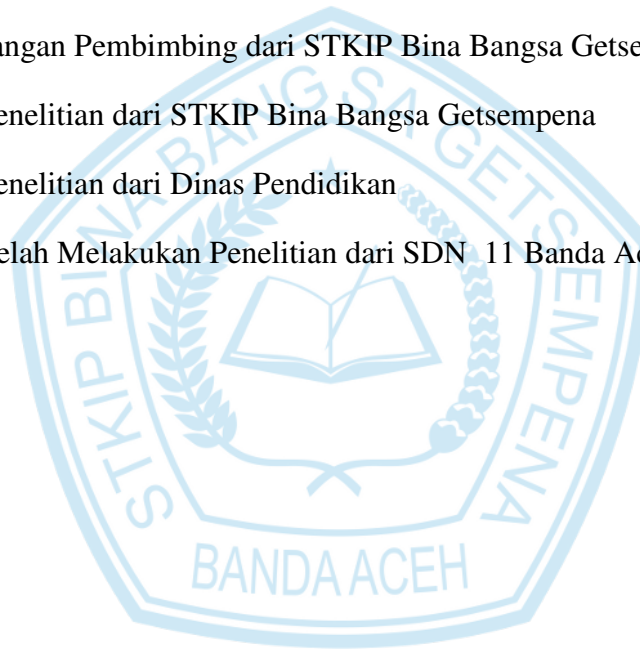 angan Pembimbing dari STKIP Bina Bangsa Getse
enelitian dari STKIP Bina Bangsa Getsempena
enelitian dari Dinas Pendidikan
elah Melakukan Penelitian dari SDN 11 Banda A
STKIP BINA BANGSA GETSEMPENA
BANDA ACEH